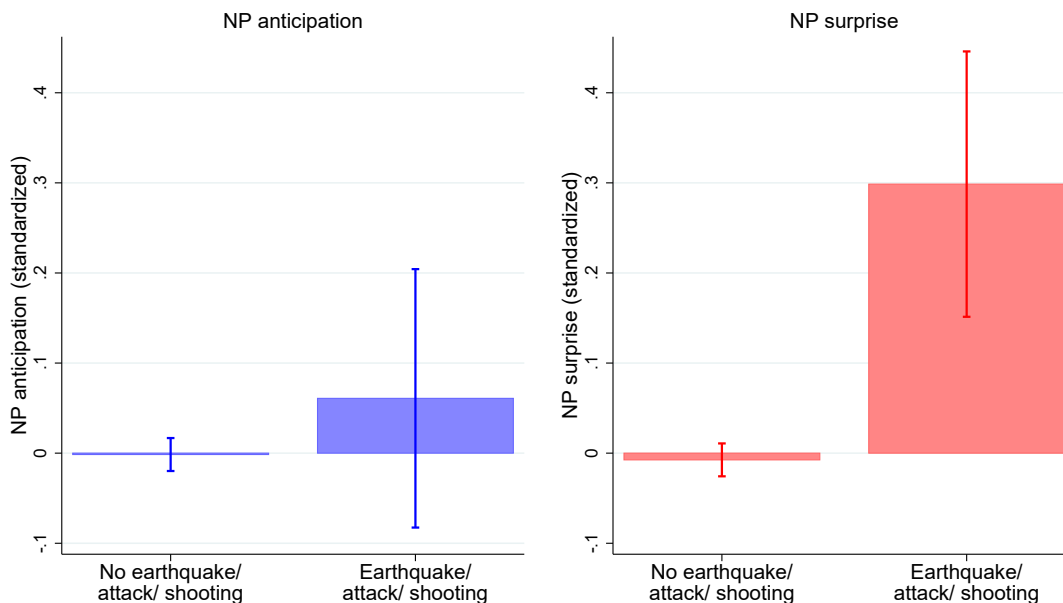 NP anticipation
NP anticipation (standardized)
.4
.3
.2
.1
0
-.1
No earthquake/
attack/ shooting
Earthquake/
attack/ shooting
NP surprise
NP surprise (standardized)
.4
.3
.2
.1
0
-.1
No earthquake/
attack/ shooting
Earthquake/
attack/ shooting